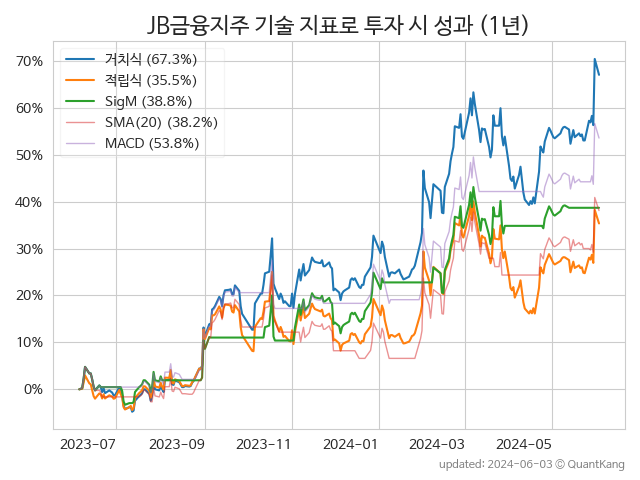 JB금융지주 기술 지표로 투자 시 성과 (1년)
거치식 (67.3%)
적립식 (35.5%)
SigM (38.8%)
SMA(20) (38.2%)
MACD (53.8%)
70%
60%
50%
40%
30%
20%
10%
0%
2023-07 2023-09 2023-11 2024-01 2024-03 2024-05
updated: 2024-06-03 © QuantKang